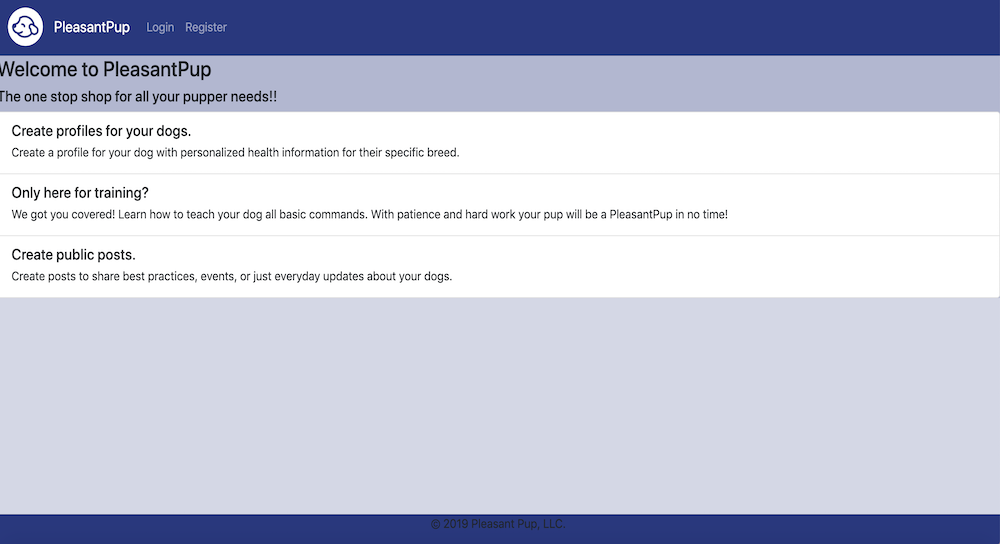 PleasantPup Login Register
Welcome to PleasantPup
The one stop shop for all your pupper needs!!
Create profiles for your dogs.
Create a profile for your dog with personalized health information for their specific breed.
Only here for training?
We got you covered! Learn how to teach your dog all basic commands. With patience and hard work your pup will be a PleasantPup in no time!
Create public posts.
Create posts to share best practices, events, or just everyday updates about your dogs.
© 2019 Pleasant Pup, LLC.